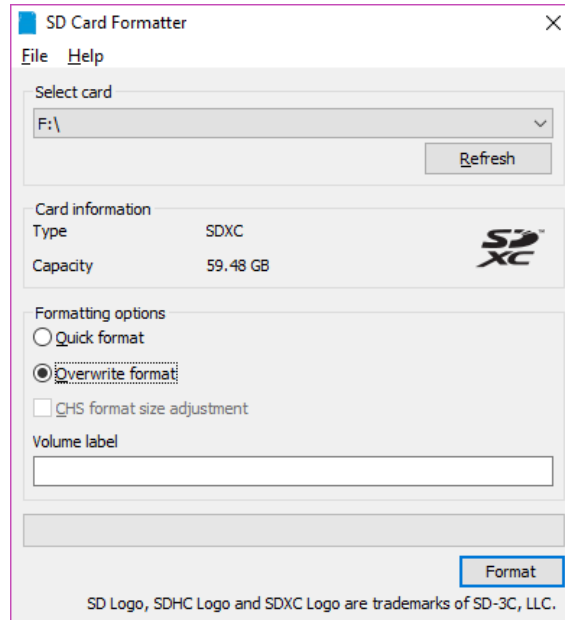 SD Card Formatter
File Help
Select card
F:\
Refresh
Card information
Type SDXC
Capacity 59.48 GB
SD XC™
Formatting options
Quick format
Overwrite format
CHS format size adjustment
Volume label
Format
SD Logo, SDHC Logo and SDXC Logo are trademarks of SD-3C, LLC.